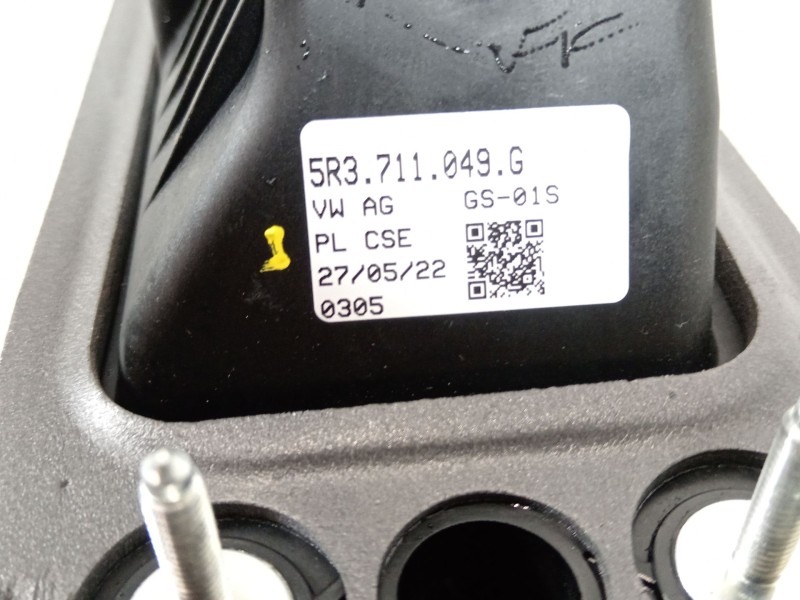 5R3.711.049.G
VW AG GS-01S
PL CSE
27/05/22
0305